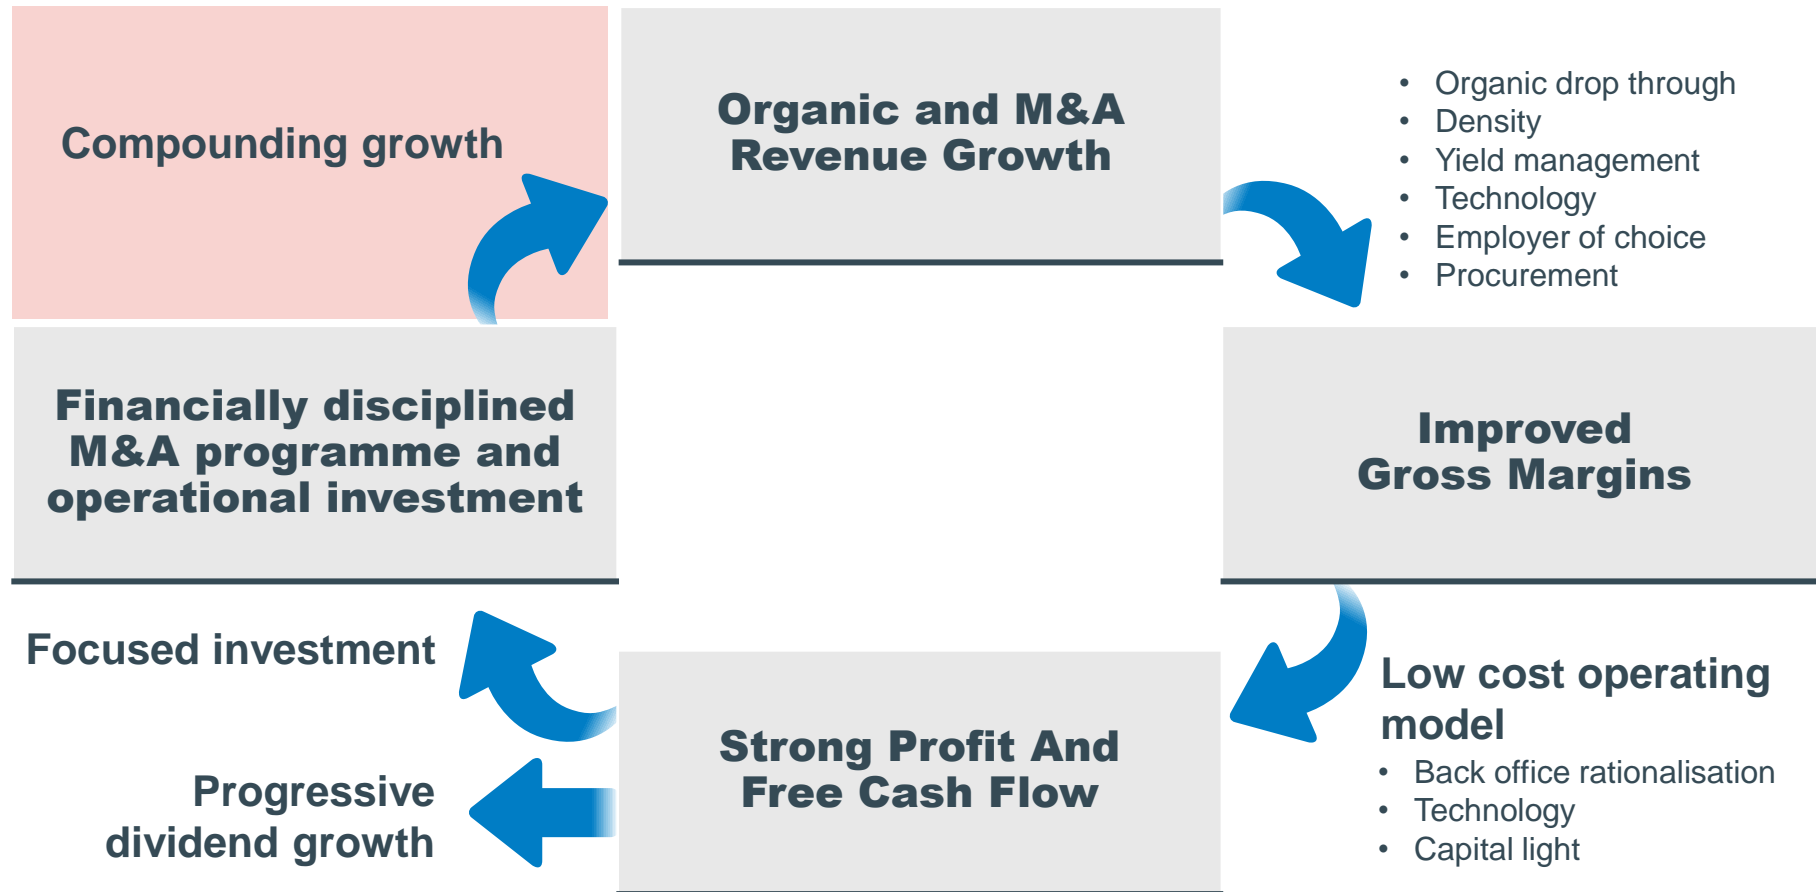 Compounding growth
Organic and M&A
Revenue Growth
• Organic drop through
• Density
• Yield management
• Technology
• Employer of choice
• Procurement
Financially disciplined
M&A programme and
operational investment
Improved
Gross Margins
Focused investment
Progressive
dividend growth
Strong Profit And
Free Cash Flow
Low cost operating
model
• Back office rationalisation
• Technology
• Capital light